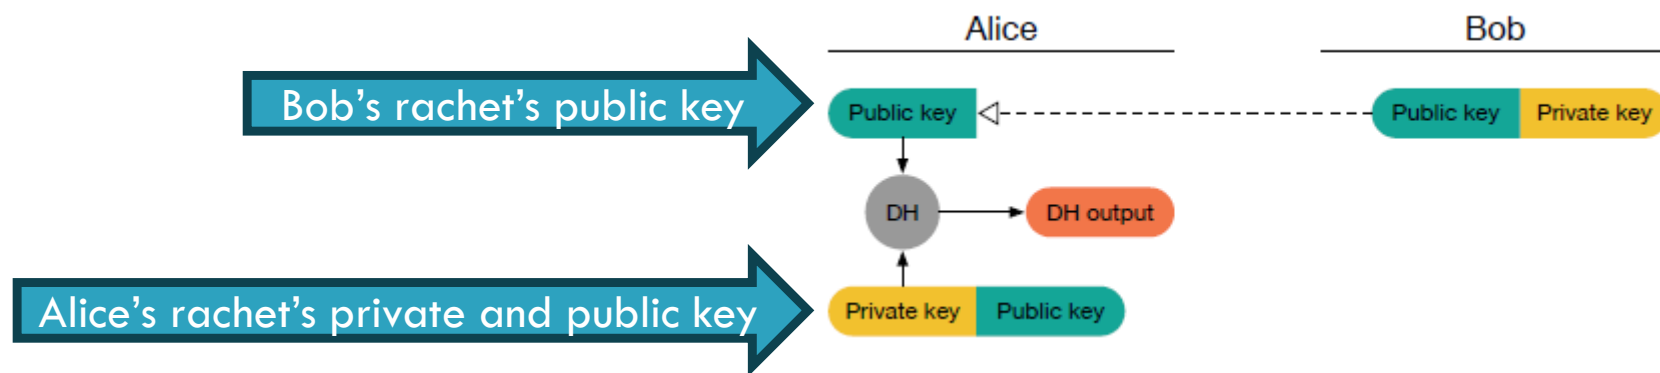 Alice
Bob
Bob's rachet's public key
Public key
Public key
Private key
DH
DH output
Alice's rachet's private and public key
Private key
Public key